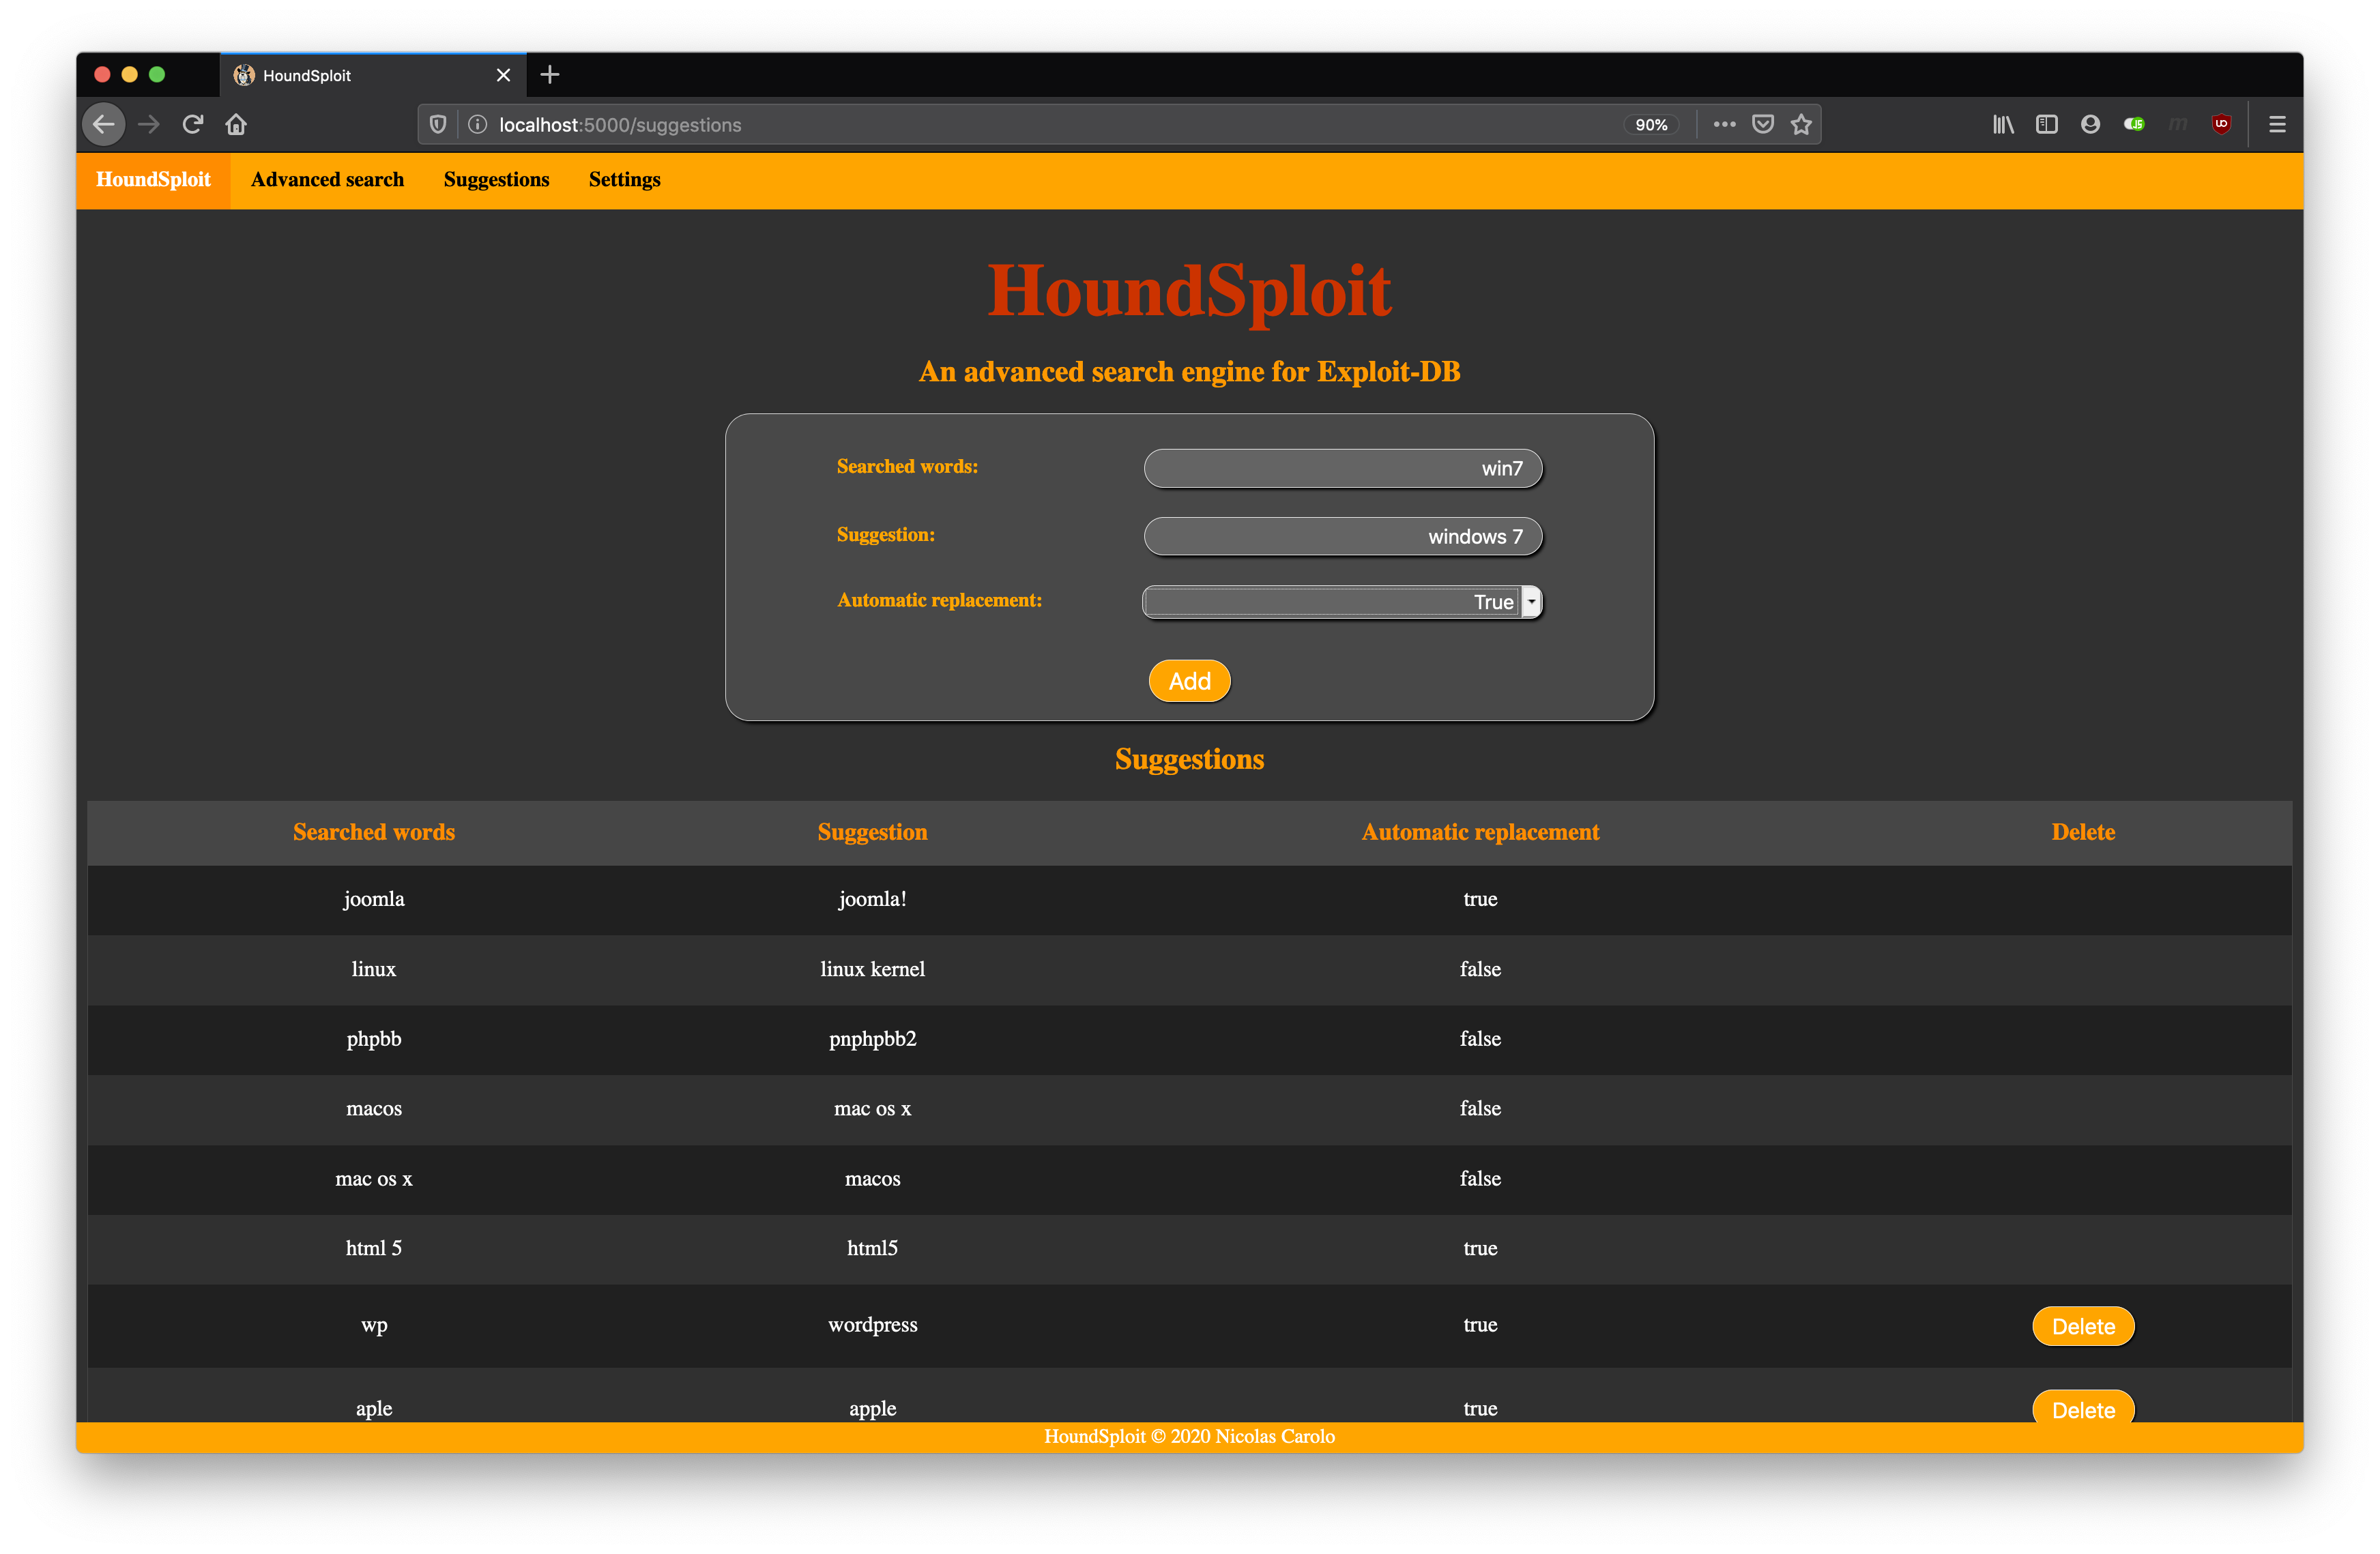 HoundSploit
localhost:5000/suggestions 90%
HoundSploit Advanced search Suggestions Settings
HoundSploit
An advanced search engine for Exploit-DB
Searched words: win7
Suggestion: windows 7
Automatic replacement: True
Add
Suggestions
Searched words Suggestion Automatic replacement Delete
joomla joomla! true
linux linux kernel false
phpbb pnphpbb2 false
macos mac os x false
mac os x macos false
html 5 html5 true
wp wordpress true Delete
aple apple true Delete
HoundSploit © 2020 Nicolas Carolo